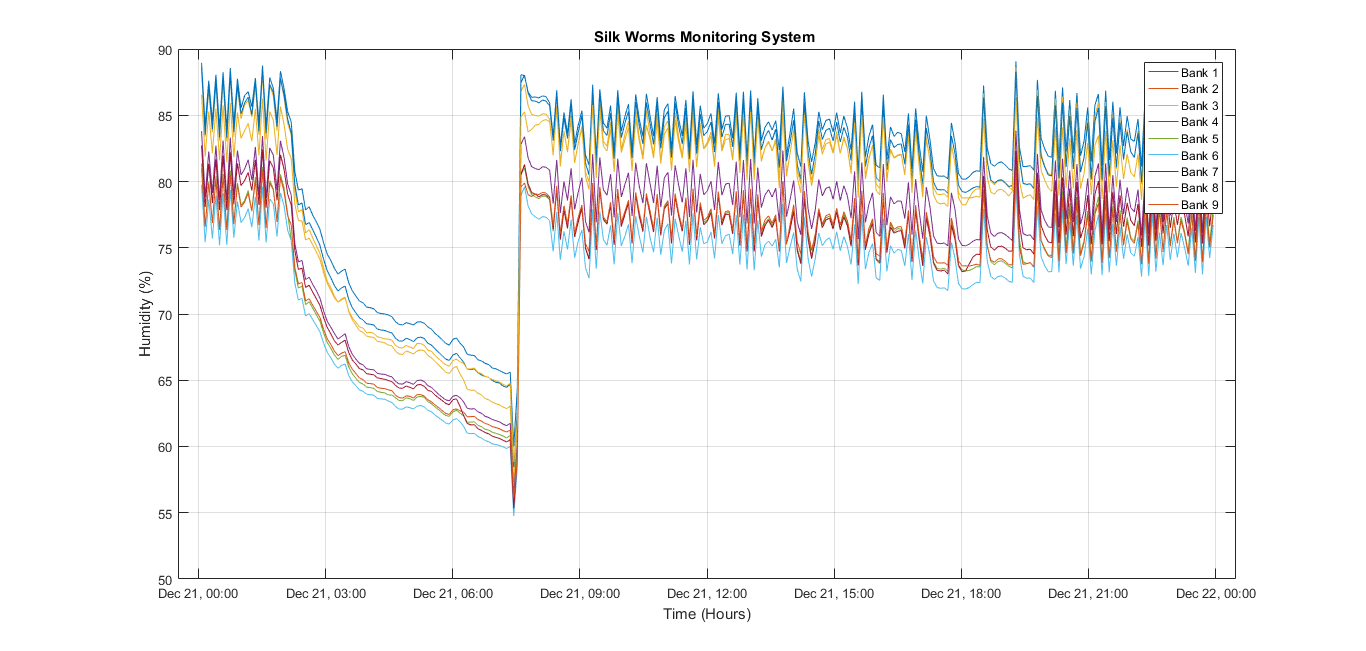 Silk Worms Monitoring System
90
85
80
75
70
65
60
55
50
Humidity (%)
Bank 1
Bank 2
Bank 3
Bank 4
Bank 5
Bank 6
Bank 7
Bank 8
Bank 9
Dec 21, 00:00 Dec 21, 03:00 Dec 21, 06:00 Dec 21, 09:00 Dec 21, 12:00 Dec 21, 15:00 Dec 21, 18:00 Dec 21, 21:00 Dec 22, 00:00
Time (Hours)